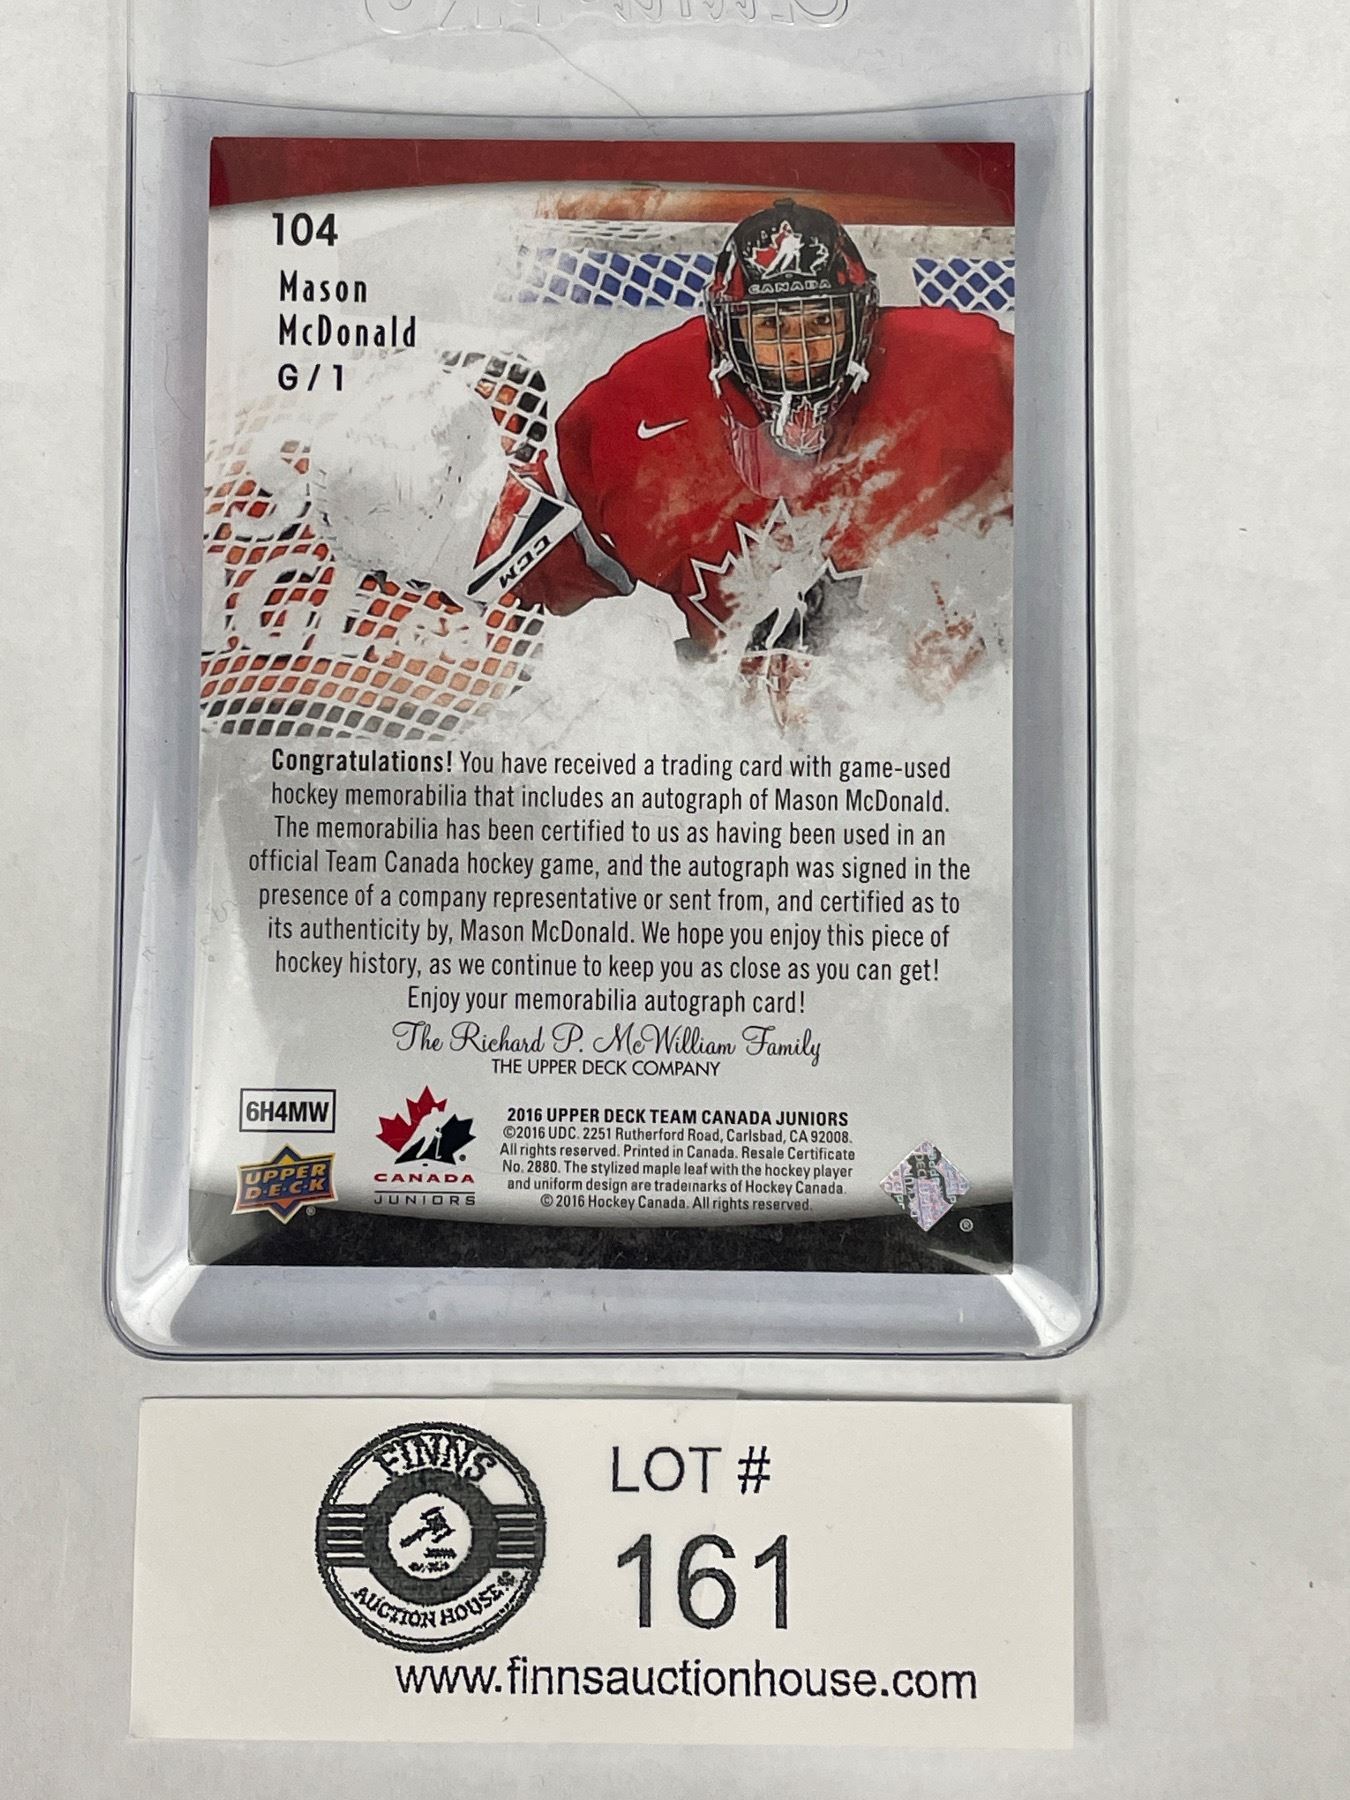 104
Mason
McDonald
G / 1
CANADA
CCM
Congratulations! You have received a trading card with game-used
hockey memorabilia that includes an autograph of Mason McDonald.
The memorabilia has been certified to us as having been used in an
official Team Canada hockey game, and the autograph was signed in the
presence of a company representative or sent from, and certified as to
its authenticity by, Mason McDonald. We hope you enjoy this piece of
hockey history, as we continue to keep you as close as you can get!
Enjoy your memorabilia autograph card!
The Richard P. McWilliam Family
THE UPPER DECK COMPANY
6H4MW
UPPER
D·E·C·K
®
CANADA
JUNIORS
2016 UPPER DECK TEAM CANADA JUNIORS
©2016 UDC. 2251 Rutherford Road, Carlsbad, CA 92008.
All rights reserved. Printed in Canada. Resale Certificate
No. 2880. The stylized maple leaf with the hockey player
and uniform design are trademarks of Hockey Canada.
© 2016 Hockey Canada. All rights reserved.
®
FINNS
AUCTION HOUSE
LOT #
161
www.finnsauctionhouse.com